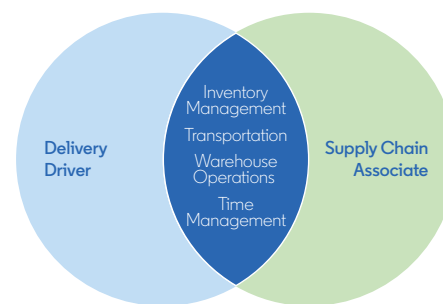 Delivery
Driver
Inventory
Management
Transportation
Warehouse
Operations
Time
Management
Supply Chain
Associate